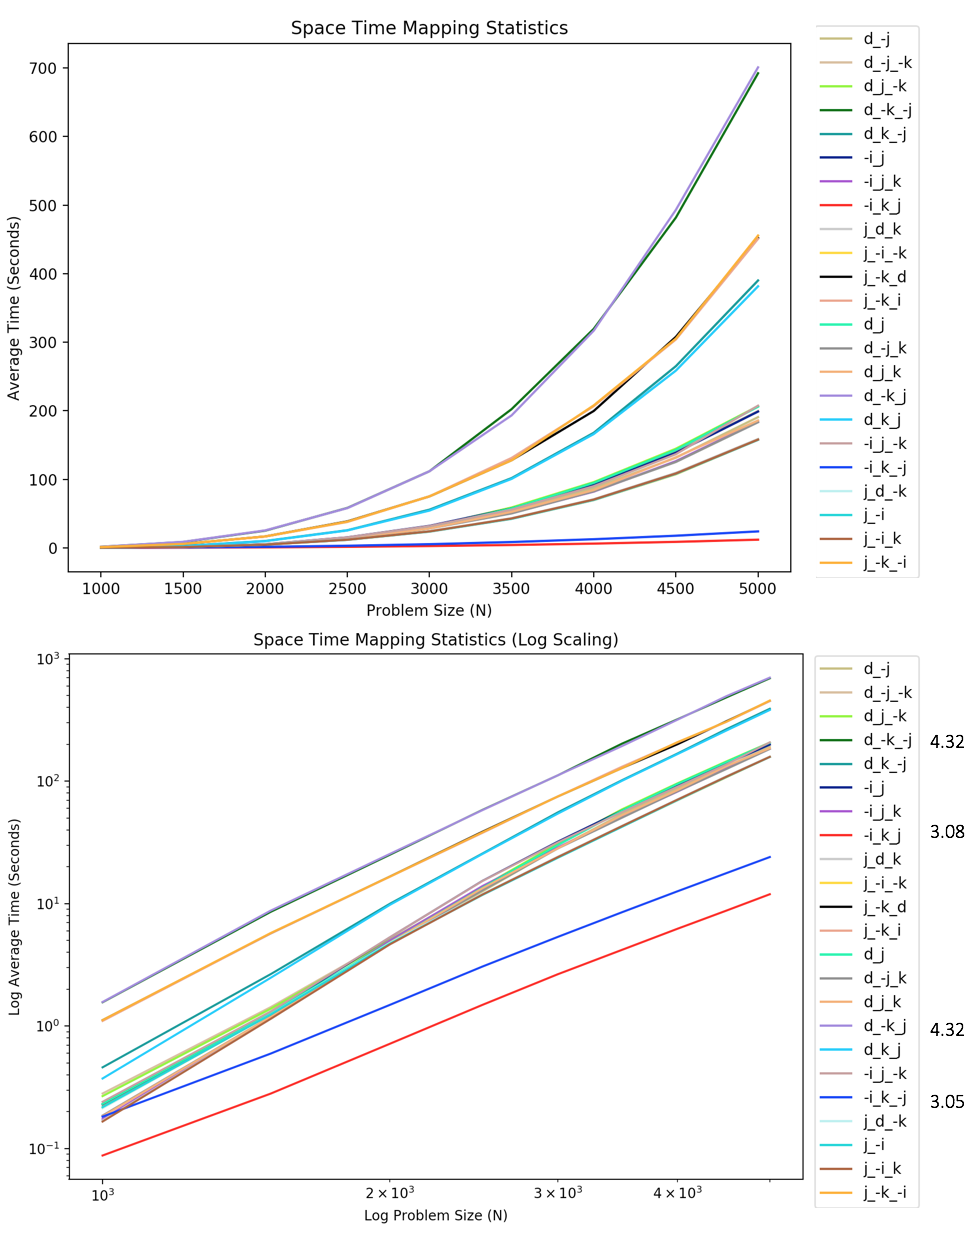 Space Time Mapping Statistics
700
600
500
400
300
200
100
0
Average Time (Seconds)
1000 1500 2000 2500 3000 3500 4000 4500 5000
Problem Size (N)
d_-j
d_-j_-k
d_j_-k
d_-k_-j
d_k_-j
-i_j
-i_j_k
-i_k_j
j_d_k
j_-i_-k
j_-k_d
j_-k_i
d_j
d_-j_k
d_j_k
d_-k_j
d_k_j
-i_j_-k
-i_k_-j
j_d_-k
j_-i
j_-i_k
j_-k_-i
Space Time Mapping Statistics (Log Scaling)
10³
10²
10¹
10⁰
10⁻¹
Log Average Time (Seconds)
10³ 2 × 10³ 3 × 10³ 4 × 10³
Log Problem Size (N)
d_-j
d_-j_-k
d_j_-k
d_-k_-j 4.32
d_k_-j
-i_j
-i_j_k
-i_k_j 3.08
j_d_k
j_-i_-k
j_-k_d
j_-k_i
d_j
d_-j_k
d_j_k
d_-k_j 4.32
d_k_j
-i_j_-k
-i_k_-j 3.05
j_d_-k
j_-i
j_-i_k
j_-k_-i